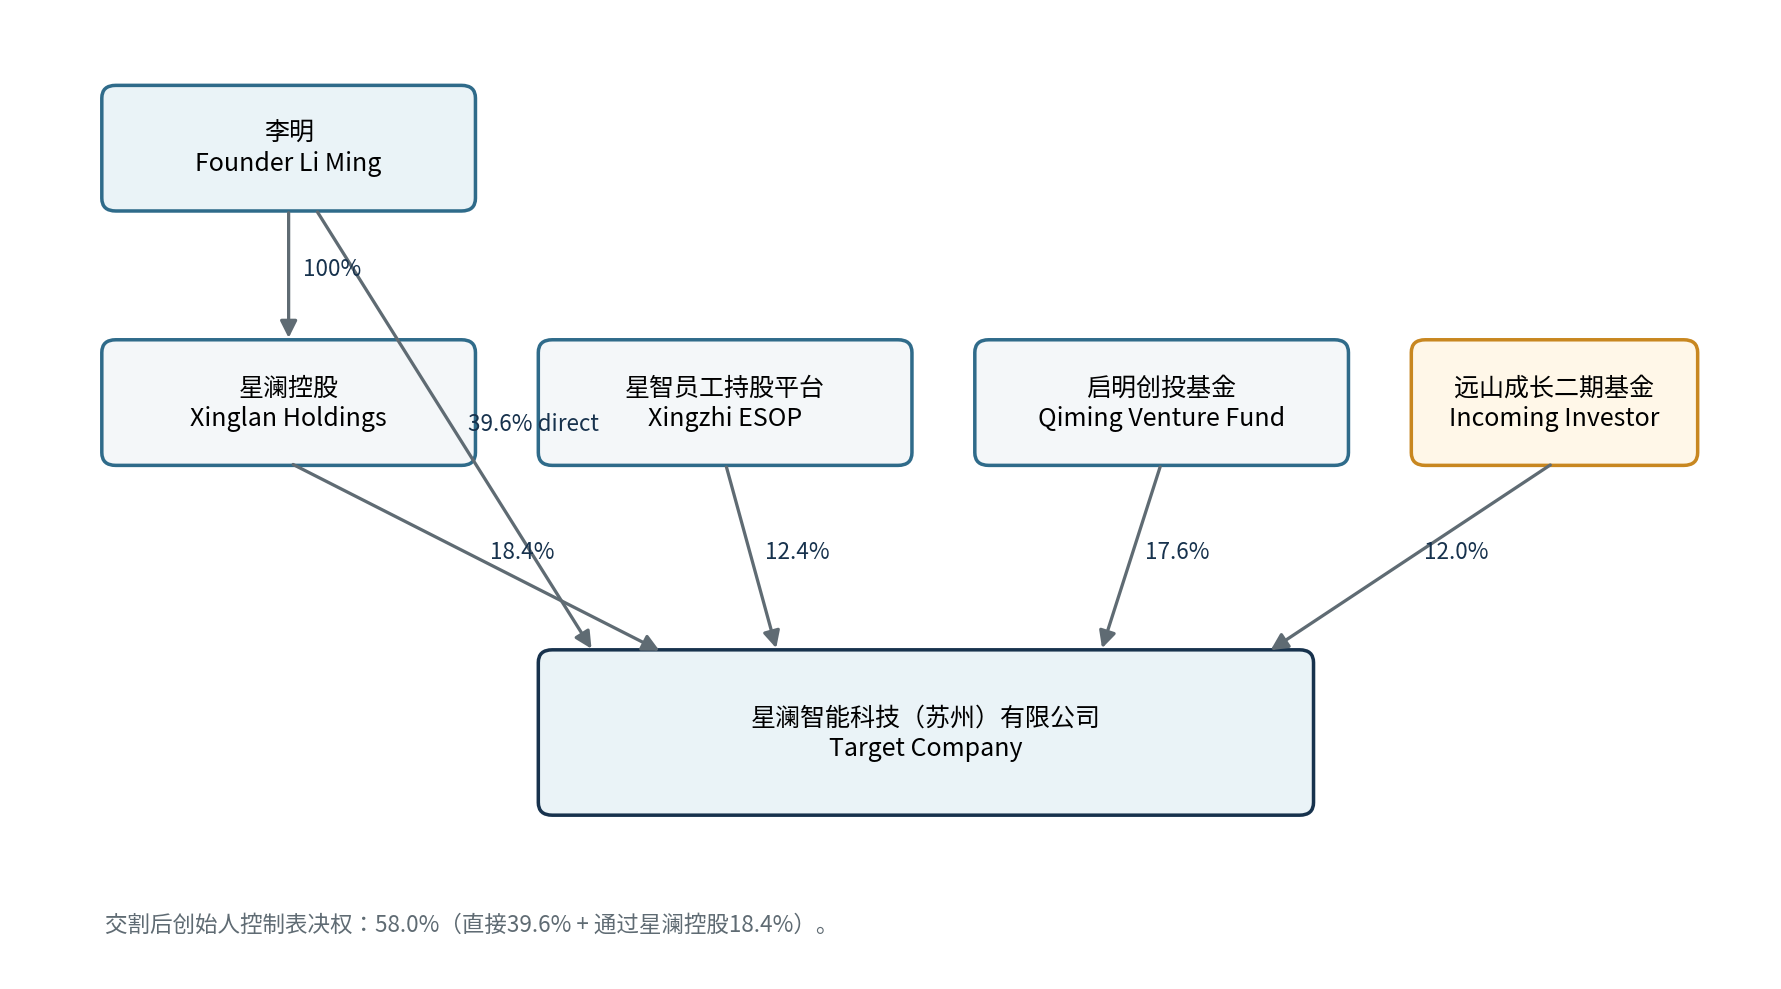 李明
Founder Li Ming
100%
星澜控股
Xinglan Holdings
39.6% direct
星智员工持股平台
Xingzhi ESOP
启明创投基金
Qiming Venture Fund
远山成长二期基金
Incoming Investor
18.4%
12.4%
17.6%
12.0%
星澜智能科技（苏州）有限公司
Target Company
交割后创始人控制表决权：58.0%（直接39.6% + 通过星澜控股18.4%）。